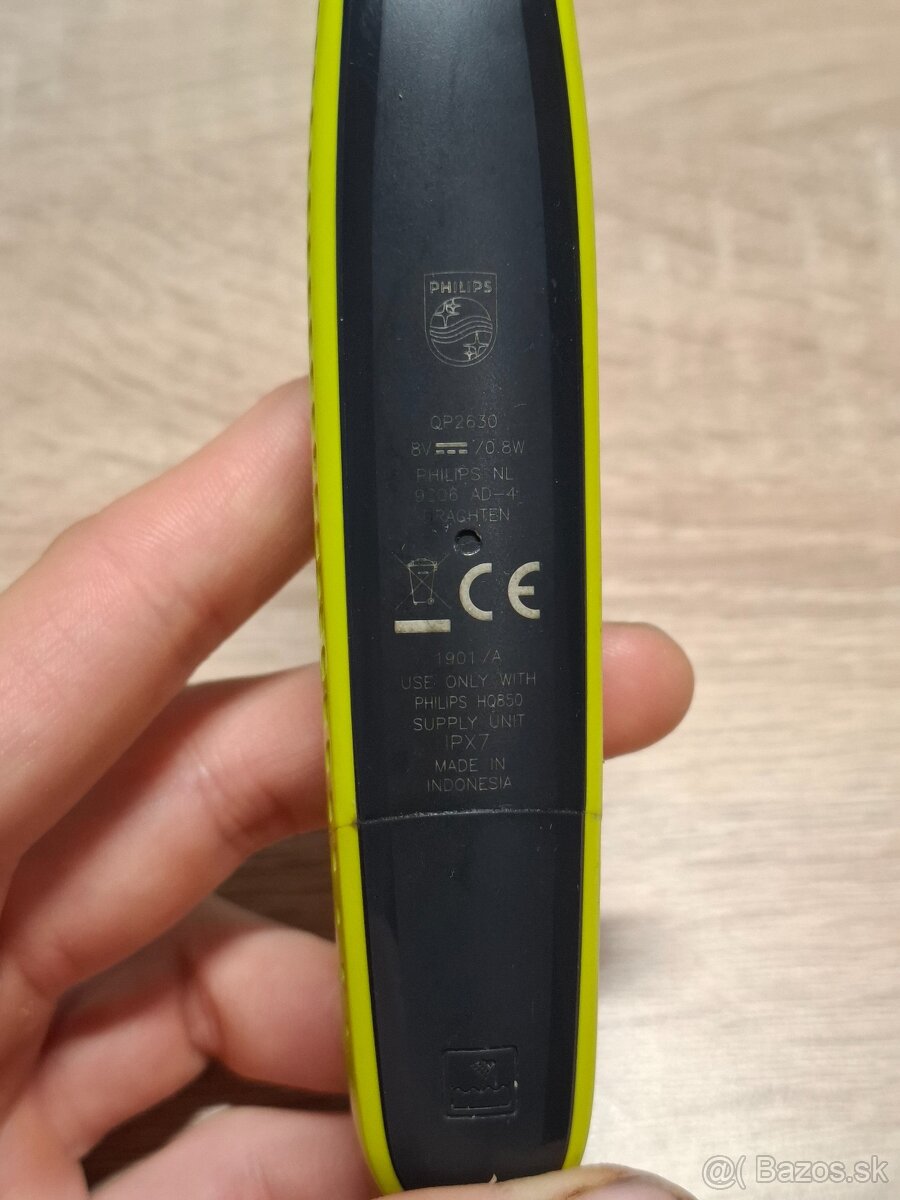 PHILIPS
QP2630
8V⎓/0.8W
PHILIPS NL
9206 AD-4
DRACHTEN
CE
1901/A
USE ONLY WITH
PHILIPS HQ850
SUPPLY UNIT
IPX7
MADE IN
INDONESIA
@( Bazos.sk